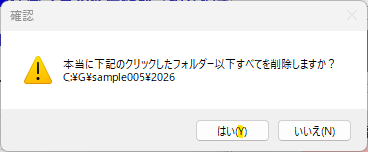 確認
本当に下記のクリックしたフォルダー以下すべてを削除しますか？
C:¥G¥sample005¥2026
はい(Y)
いいえ(N)